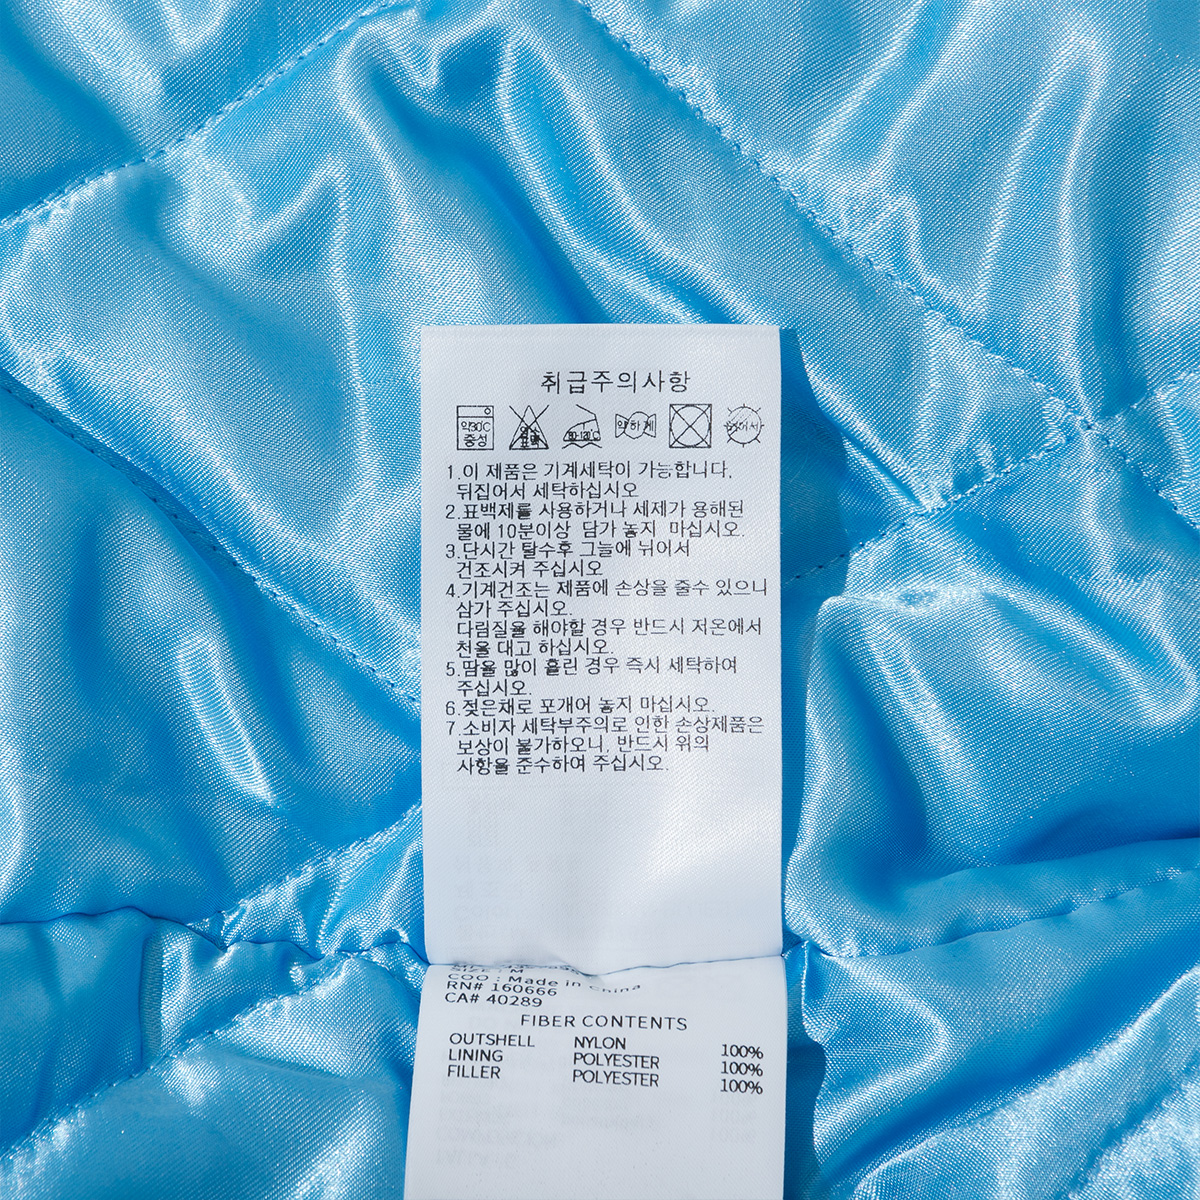 취급주의사항
약30℃
중성
염소
표백
80-120℃
약하게
1.이 제품은 기계세탁이 가능합니다.
뒤집어서 세탁하십시오
2.표백제를 사용하거나 세제가 용해된
물에 10분이상 담가 놓지 마십시오.
3.단시간 탈수후 그늘에 뉘어서
건조시켜 주십시오
4.기계건조는 제품에 손상을 줄수 있으니
삼가 주십시오.
다림질을 해야할 경우 반드시 저온에서
천을 대고 하십시오.
5.땀을 많이 흘린 경우 즉시 세탁하여
주십시오.
6.젖은채로 포개어 놓지 마십시오.
7.소비자 세탁부주의로 인한 손상제품은
보상이 불가하오니, 반드시 위의
사항을 준수하여 주십시오.
SIZE : M
COO : Made in China
RN# 160666
CA# 40289
FIBER CONTENTS
OUTSHELL NYLON 100%
LINING POLYESTER 100%
FILLER POLYESTER 100%